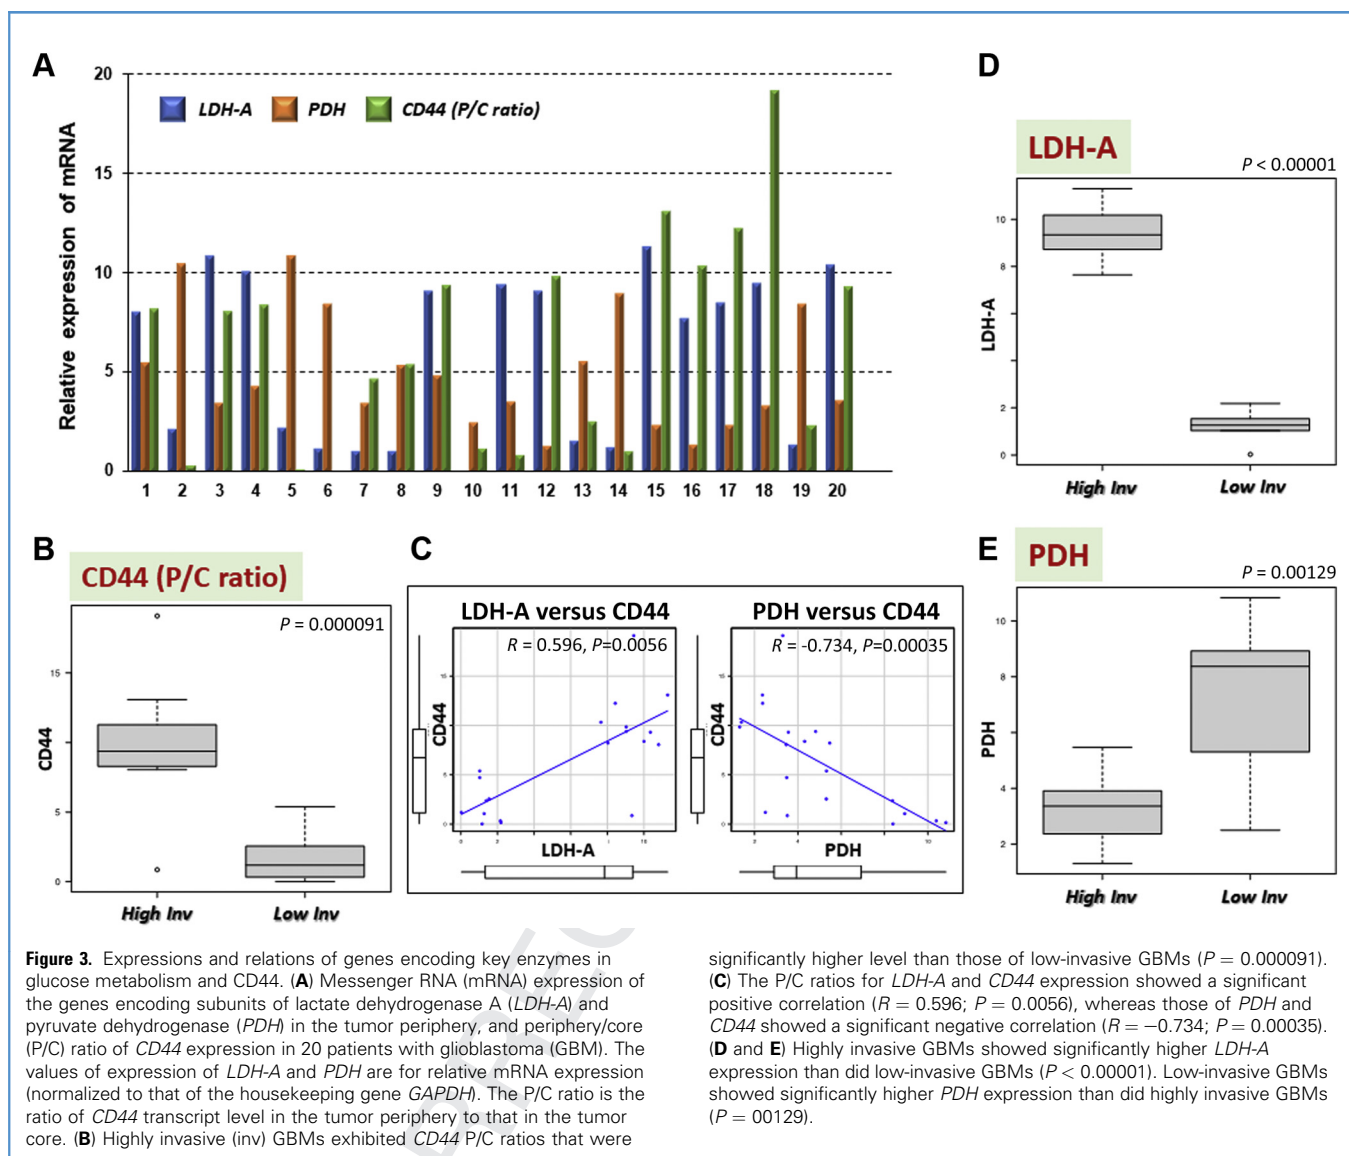 A
20
15
10
5
0
Relative expression of mRNA
LDH-A PDH CD44 (P/C ratio)
1 2 3 4 5 6 7 8 9 10 11 12 13 14 15 16 17 18 19 20
D
LDH-A
P < 0.00001
10
8
2
0
LDH-A
High Inv Low Inv
B
CD44 (P/C ratio)
P = 0.000091
15
5
0
CD44
High Inv Low Inv
C
LDH-A versus CD44
R = 0.596, P=0.0056
CD44
LDH-A
PDH versus CD44
R = -0.734, P=0.00035
CD44
PDH
E
PDH
P = 0.00129
10
8
4
2
PDH
High Inv Low Inv
Figure 3. Expressions and relations of genes encoding key enzymes in
glucose metabolism and CD44. (A) Messenger RNA (mRNA) expression of
the genes encoding subunits of lactate dehydrogenase A (LDH-A) and
pyruvate dehydrogenase (PDH) in the tumor periphery, and periphery/core
(P/C) ratio of CD44 expression in 20 patients with glioblastoma (GBM). The
values of expression of LDH-A and PDH are for relative mRNA expression
(normalized to that of the housekeeping gene GAPDH). The P/C ratio is the
ratio of CD44 transcript level in the tumor periphery to that in the tumor
core. (B) Highly invasive (inv) GBMs exhibited CD44 P/C ratios that were
significantly higher level than those of low-invasive GBMs (P = 0.000091).
(C) The P/C ratios for LDH-A and CD44 expression showed a significant
positive correlation (R = 0.596; P = 0.0056), whereas those of PDH and
CD44 showed a significant negative correlation (R = −0.734; P = 0.00035).
(D and E) Highly invasive GBMs showed significantly higher LDH-A
expression than did low-invasive GBMs (P < 0.00001). Low-invasive GBMs
showed significantly higher PDH expression than did highly invasive GBMs
(P = 00129).